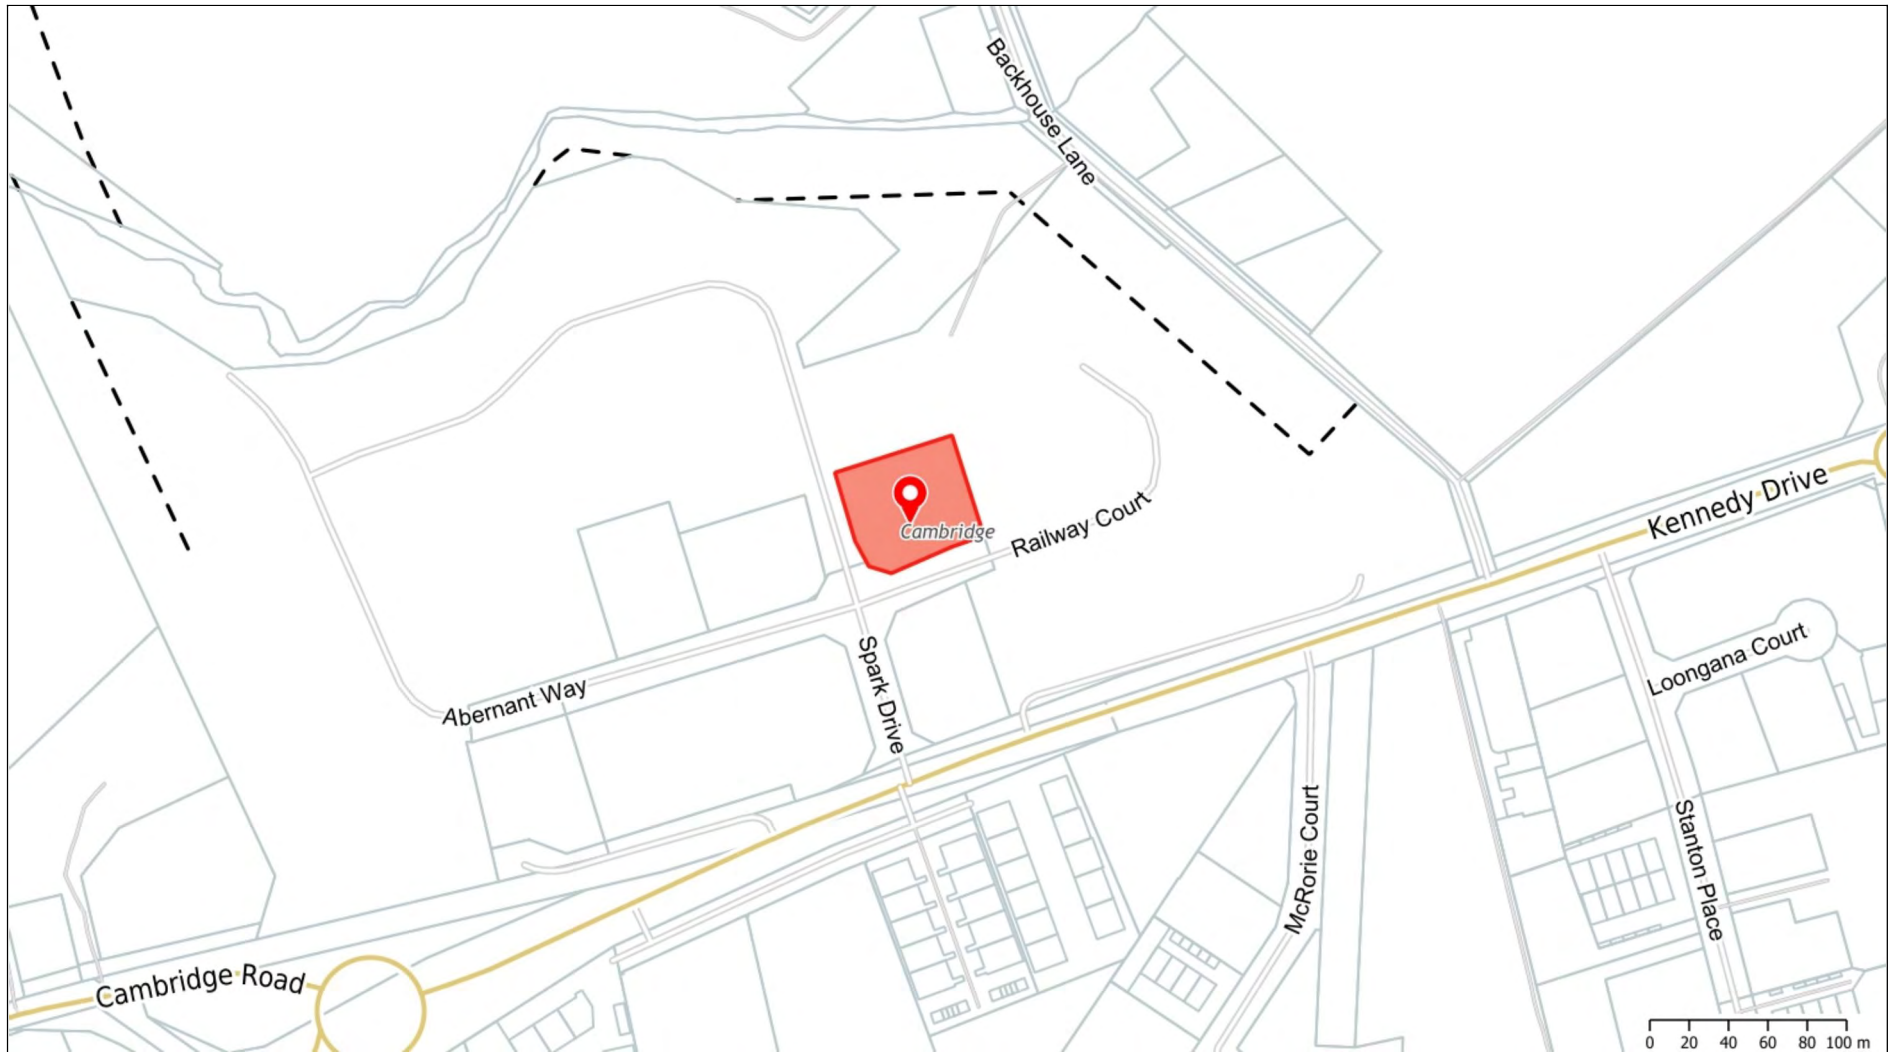 Backhouse Lane
Cambridge
Railway Court
Kennedy Drive
Loongana Court
Abernant Way
Spark Drive
McRorie Court
Stanton Place
Cambridge Road
0 20 40 60 80 100 m